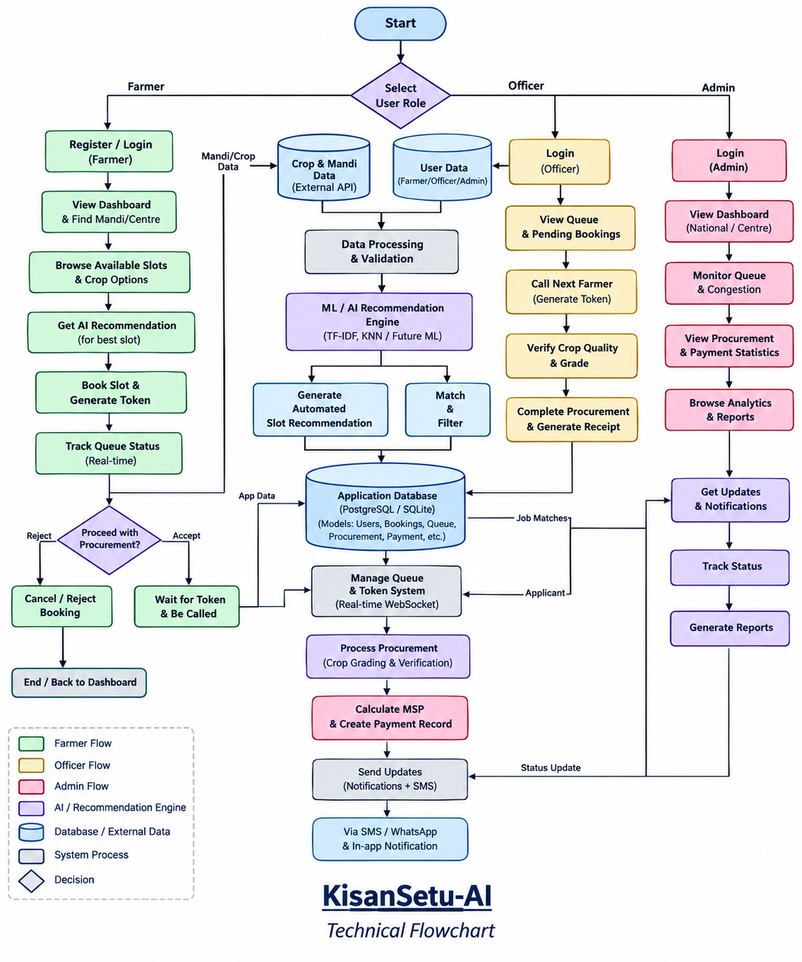 Start
Select
User Role
Farmer
Officer
Admin
Register / Login
(Farmer)
View Dashboard
& Find Mandi/Centre
Browse Available Slots
& Crop Options
Get AI Recommendation
(for best slot)
Book Slot &
Generate Token
Track Queue Status
(Real-time)
Proceed with
Procurement?
Reject
Accept
Cancel / Reject
Booking
Wait for Token
& Be Called
End / Back to Dashboard
Mandi/Crop
Data
Crop & Mandi
Data
(External API)
User Data
(Farmer/Officer/Admin)
Data Processing
& Validation
ML / AI Recommendation
Engine
(TF-IDF, KNN / Future ML)
Generate
Automated
Slot Recommendation
Match
&
Filter
App Data
Application Database
(PostgreSQL / SQLite)
(Models: Users, Bookings, Queue,
Procurement, Payment, etc.)
Job Matches
Applicant
Manage Queue
& Token System
(Real-time WebSocket)
Process Procurement
(Crop Grading & Verification)
Calculate MSP
& Create Payment Record
Send Updates
(Notifications + SMS)
Status Update
Via SMS / WhatsApp
& In-app Notification
Login
(Officer)
View Queue
& Pending Bookings
Call Next Farmer
(Generate Token)
Verify Crop Quality
& Grade
Complete Procurement
& Generate Receipt
Login
(Admin)
View Dashboard
(National / Centre)
Monitor Queue
& Congestion
View Procurement
& Payment Statistics
Browse Analytics
& Reports
Get Updates
& Notifications
Track Status
Generate Reports
Farmer Flow
Officer Flow
Admin Flow
AI / Recommendation Engine
Database / External Data
System Process
Decision
KisanSetu-AI
Technical Flowchart